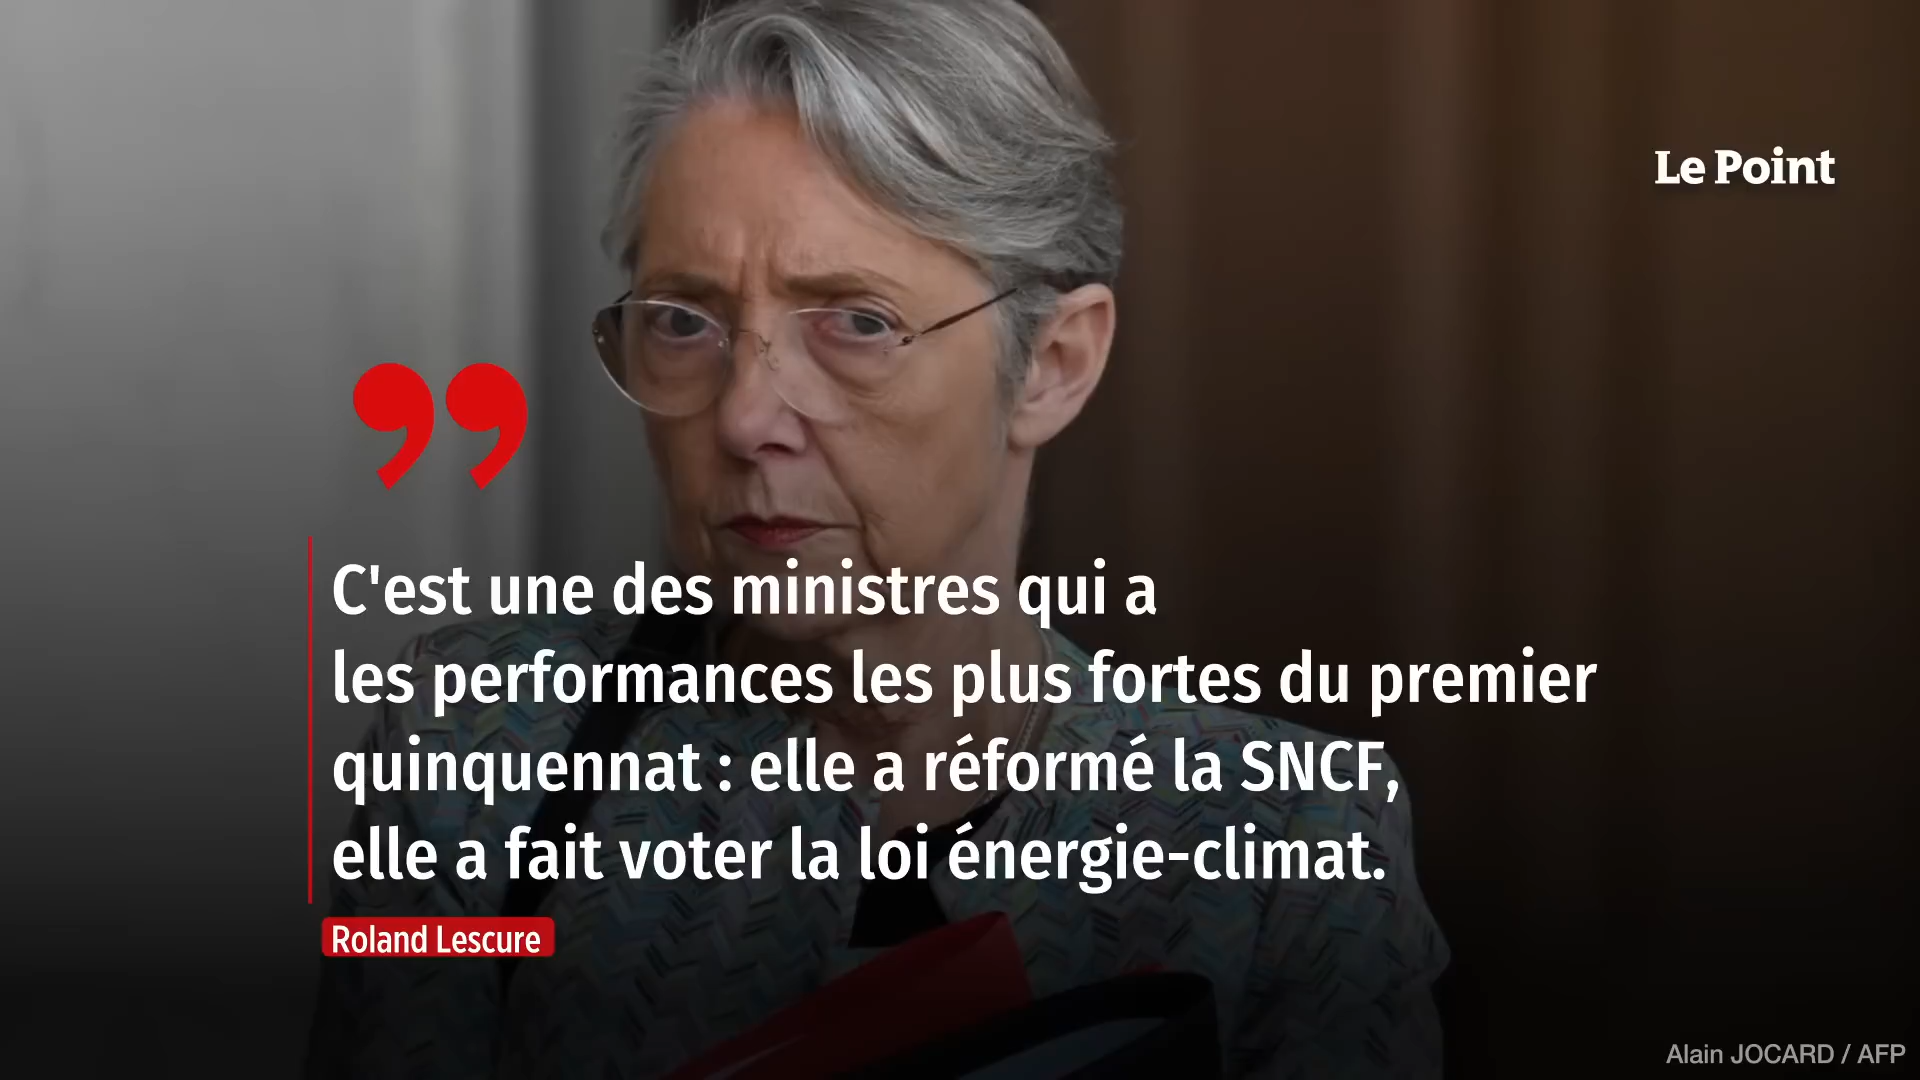 Le Point
C'est une des ministres qui a
les performances les plus fortes du premier
quinquennat : elle a réformé la SNCF,
elle a fait voter la loi énergie-climat.
Roland Lescure
Alain JOCARD / AFP